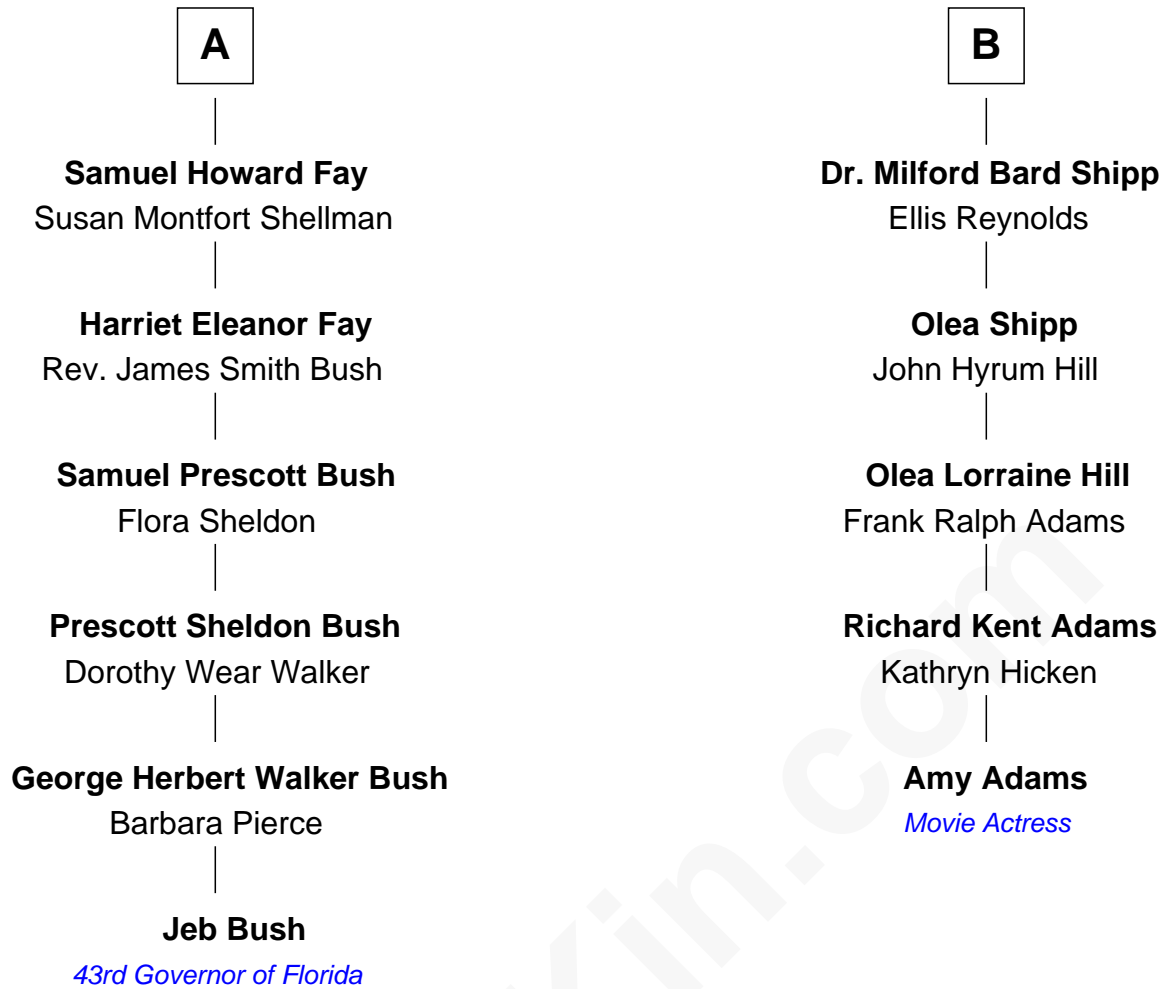 A
Samuel Howard Fay
Susan Montfort Shellman
Harriet Eleanor Fay
Rev. James Smith Bush
Samuel Prescott Bush
Flora Sheldon
Prescott Sheldon Bush
Dorothy Wear Walker
George Herbert Walker Bush
Barbara Pierce
Jeb Bush
43rd Governor of Florida
B
Dr. Milford Bard Shipp
Ellis Reynolds
Olea Shipp
John Hyrum Hill
Olea Lorraine Hill
Frank Ralph Adams
Richard Kent Adams
Kathryn Hicken
Amy Adams
Movie Actress